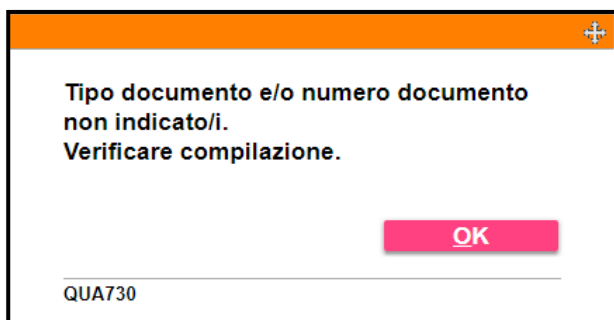 Tipo documento e/o numero documento
non indicato/i.
Verificare compilazione.
OK
QUA730